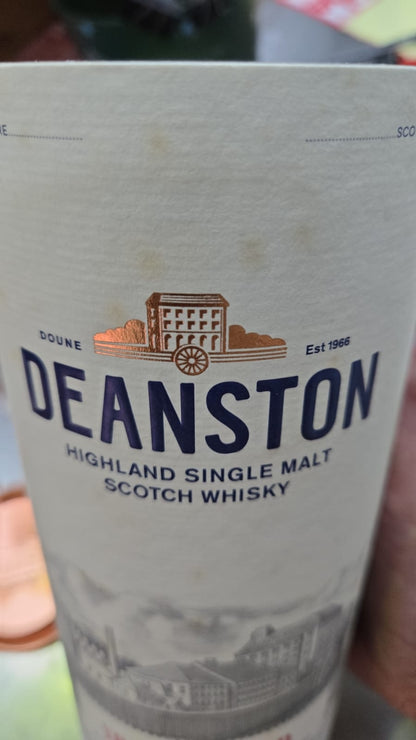 DOUNE
Est 1966
DEANSTON
HIGHLAND SINGLE MALT
SCOTCH WHISKY